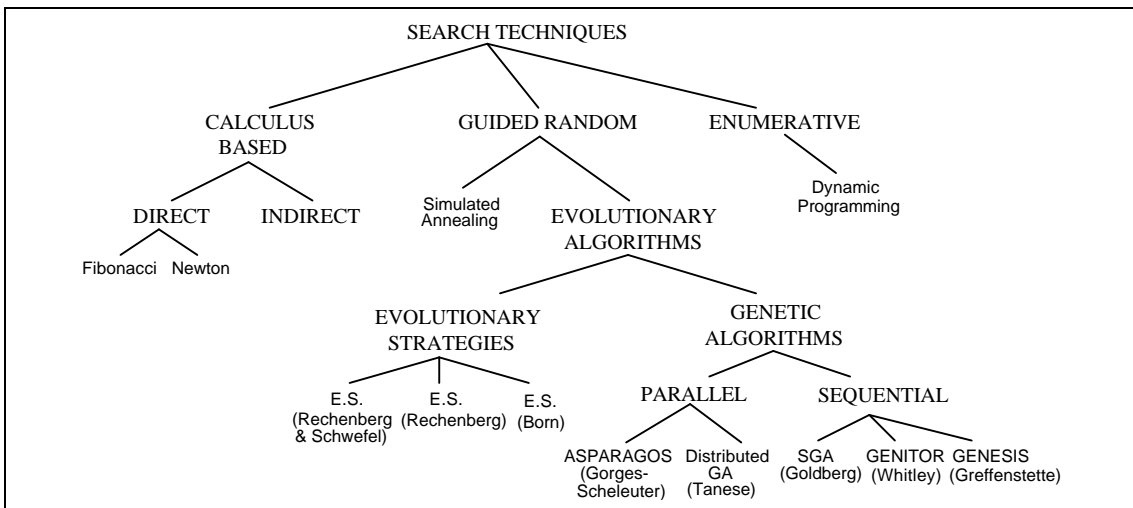 SEARCH TECHNIQUES
CALCULUS
BASED
GUIDED RANDOM
ENUMERATIVE
DIRECT
INDIRECT
Simulated
Annealing
EVOLUTIONARY
ALGORITHMS
Dynamic
Programming
Fibonacci
Newton
EVOLUTIONARY
STRATEGIES
GENETIC
ALGORITHMS
E.S.
(Rechenberg
& Schwefel)
E.S.
(Rechenberg)
E.S.
(Born)
PARALLEL
SEQUENTIAL
ASPARAGOS
(Gorges-
Scheleuter)
Distributed
GA
(Tanese)
SGA
(Goldberg)
GENITOR
(Whitley)
GENESIS
(Greffenstette)